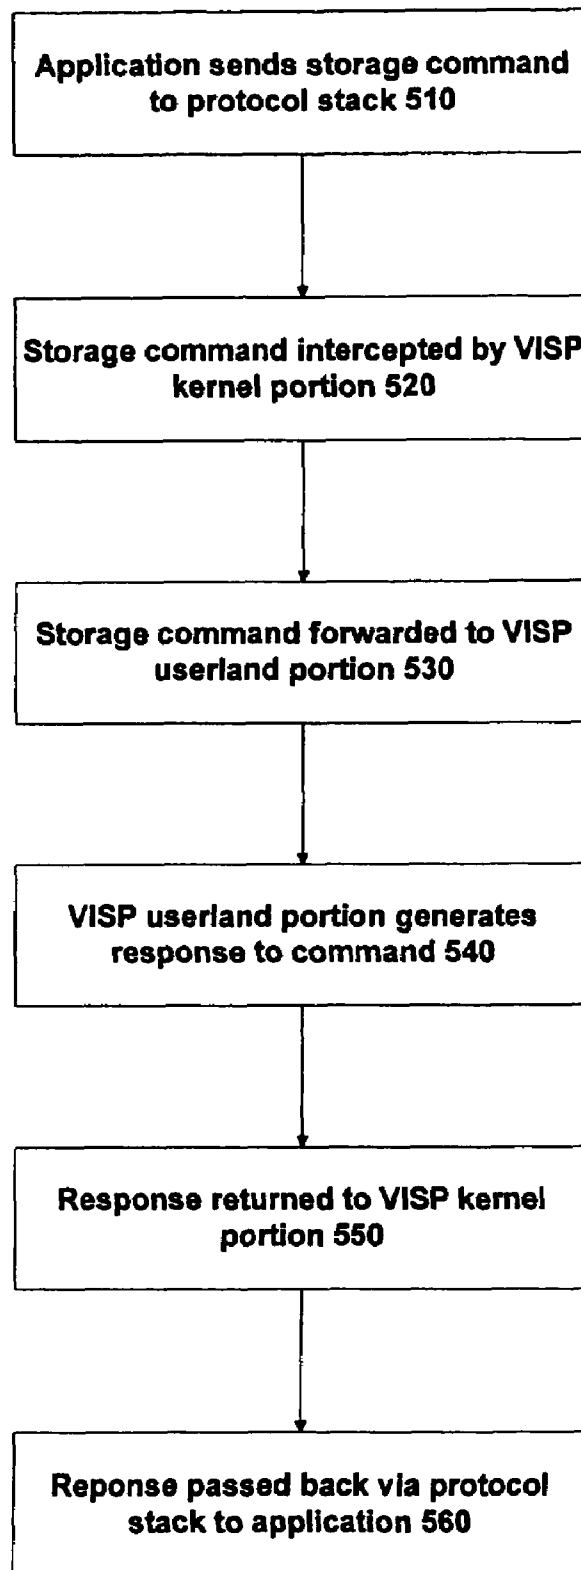 Application sends storage command
to protocol stack 510
Storage command intercepted by VISP
kernel portion 520
Storage command forwarded to VISP
userland portion 530
VISP userland portion generates
response to command 540
Response returned to VISP kernel
portion 550
Reponse passed back via protocol
stack to application 560